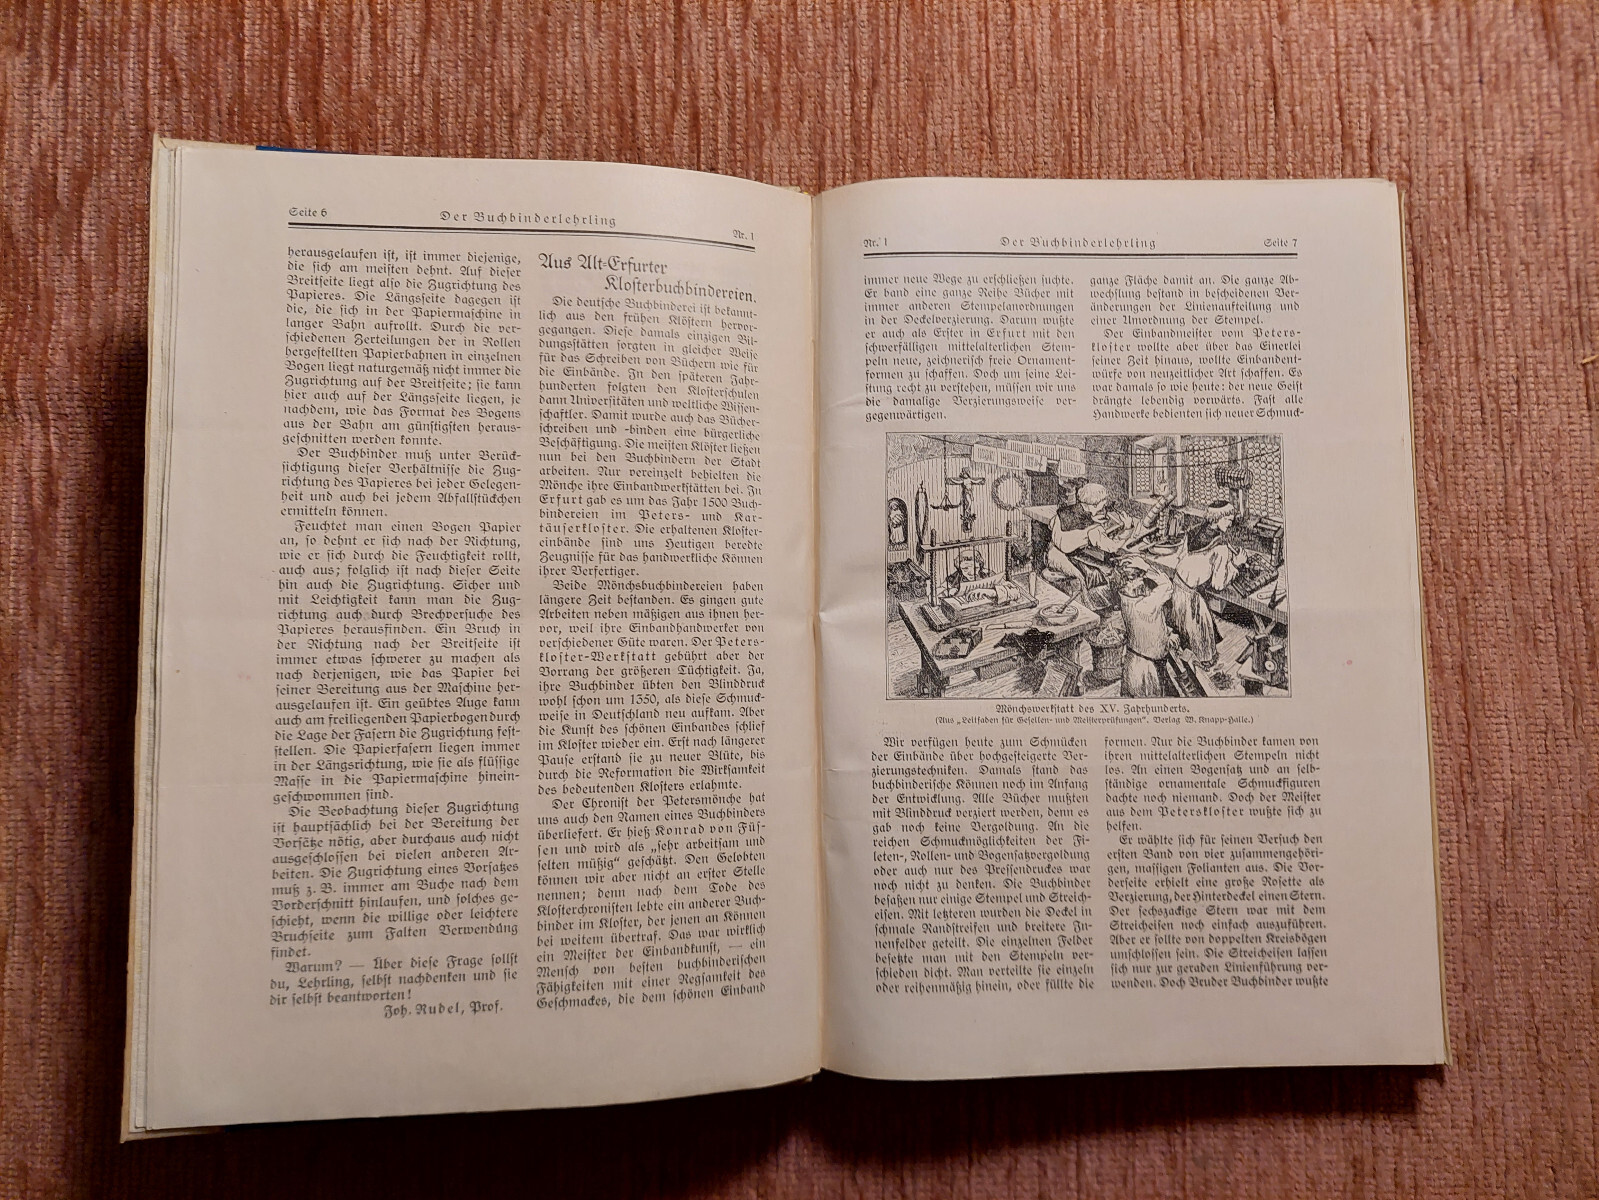 Seite 6
Der Buchbinderlehrling
Nr. 1
herausgelaufen ist, ist immer diejenige,
die sich am meisten dehnt. Auf dieser
Breitseite liegt also die Zugrichtung des
Papieres. Die Längsseite dagegen ist
die, die sich in der Papiermaschine in
langer Bahn aufrollt. Durch die ver-
schiedenen Zerteilungen der in Rollen
hergestellten Papierbahnen in einzelnen
Bogen liegt naturgemäß nicht immer die
Zugrichtung auf der Breitseite; sie kann
hier auch auf der Längsseite liegen, je
nachdem, wie das Format des Bogens
aus der Bahn am günstigsten heraus-
geschnitten werden konnte.
Der Buchbinder muß unter Berück-
sichtigung dieser Verhältnisse die Zug-
richtung des Papieres bei jeder Gelegen-
heit und auch bei jedem Abfallstückchen
ermitteln können.
Feuchtet man einen Bogen Papier
an, so dehnt er sich nach der Richtung,
wie er sich durch die Feuchtigkeit rollt,
auch aus; folglich ist nach dieser Seite
hin auch die Zugrichtung. Sicher und
mit Leichtigkeit kann man die Zug-
richtung auch durch Brechversuche des
Papieres herausfinden. Ein Bruch in
der Richtung nach der Breitseite ist
immer etwas schwerer zu machen als
nach derjenigen, wie das Papier bei
seiner Bereitung aus der Maschine her-
ausgelaufen ist. Ein geübtes Auge kann
auch am freiliegenden Papierbogen durch
die Lage der Fasern die Zugrichtung fest-
stellen. Die Papierfasern liegen immer
in der Längsrichtung, wie sie als flüssige
Masse in die Papiermaschine hinein-
geschwommen sind.
Die Beobachtung dieser Zugrichtung
ist hauptsächlich bei der Bereitung der
Vorsätze nötig, aber durchaus auch nicht
ausgeschlossen bei vielen anderen Ar-
beiten. Die Zugrichtung eines Vorsatzes
muß z. B. immer am Buche nach dem
Vorderschnitt hinlaufen, und solches ge-
schieht, wenn die willige oder leichtere
Bruchseite zum Falten Verwendung
findet.
Warum? — Über diese Frage sollst
du, Lehrling, selbst nachdenken und sie
dir selbst beantworten!
Joh. Rudel, Prof.
Aus Alt-Erfurter
Klosterbuchbindereien.
Die deutsche Buchbinderei ist bekannt-
lich aus den frühen Klöstern hervor-
gegangen. Diese damals einzigen Bil-
dungsstätten sorgten in gleicher Weise
für das Schreiben von Büchern wie für
die Einbände. In den späteren Jahr-
hunderten folgten den Klosterschulen
dann Universitäten und weltliche Wissen-
schaftler. Damit wurde auch das Bücher-
schreiben und -binden eine bürgerliche
Beschäftigung. Die meisten Klöster ließen
nun bei den Buchbindern der Stadt
arbeiten. Nur vereinzelt behielten die
Mönche ihre Einbandwerkstätten bei. In
Erfurt gab es um das Jahr 1500 Buch-
bindereien im Peters- und Kar-
täuserkloster. Die erhaltenen Kloster-
einbände sind uns Heutigen beredte
Zeugnisse für das handwerkliche Können
ihrer Verfertiger.
Beide Mönchsbuchbindereien haben
längere Zeit bestanden. Es gingen gute
Arbeiten neben mäßigen aus ihnen her-
vor, weil ihre Einbandhandwerker von
verschiedener Güte waren. Der Peters-
kloster-Werkstatt gebührt aber der
Vorrang der größeren Tüchtigkeit. Ja,
ihre Buchbinder übten den Blinddruck
wohl schon um 1350, als diese Schmuck-
weise in Deutschland neu aufkam. Aber
die Kunst des schönen Einbandes schlief
im Kloster wieder ein. Erst nach längerer
Pause erstand sie zu neuer Blüte, bis
durch die Reformation die Wirksamkeit
des bedeutenden Klosters erlahmte.
Der Chronist der Petersmönche hat
uns auch den Namen eines Buchbinders
überliefert. Er hieß Konrad von Füs-
sen und wird als „sehr arbeitsam und
selten müßig“ geschätzt. Den Gelobten
können wir aber nicht an erster Stelle
nennen; denn nach dem Tode des
Klosterchronisten lebte ein anderer Buch-
binder im Kloster, der jenen an Können
bei weitem übertraf. Das war wirklich
ein Meister der Einbandkunst, — ein
Mensch von besten buchbinderischen
Fähigkeiten mit einer Regsamkeit des
Geschmackes, die dem schönen Einband
Nr. 1
Der Buchbinderlehrling
Seite 7
immer neue Wege zu erschließen suchte.
Er band eine ganze Reihe Bücher mit
immer anderen Stempelanordnungen
in der Deckelverzierung. Darum wußte
er auch als Erster in Erfurt mit den
schwerfälligen mittelalterlichen Stem-
peln neue, zeichnerisch freie Ornament-
formen zu schaffen. Doch um seine Lei-
stung recht zu verstehen, müssen wir uns
die damalige Verzierungsweise ver-
gegenwärtigen.
ganze Fläche damit an. Die ganze Ab-
wechslung bestand in bescheidenen Ver-
änderungen der Linienaufteilung und
einer Anordnung der Stempel.
Der Einbandmeister vom Peters-
kloster wollte aber über das Einerlei
seiner Zeit hinaus, wollte Einbandent-
würfe von neuzeitlicher Art schaffen. Es
war damals so wie heute: der neue Geist
drängte lebendig vorwärts. Fast alle
Handwerke bedienten sich neuer Schmuck-
Mönchswerkstatt des XV. Jahrhunderts.
(Aus „Leitfaden für Gesellen- und Meisterprüfungen“. Verlag W. Knapp-Halle.)
Wir verfügen heute zum Schmücken
der Einbände über hochgesteigerte Ver-
zierungstechniken. Damals stand das
buchbinderische Können noch im Anfang
der Entwicklung. Alle Bücher mußten
mit Blinddruck verziert werden, denn es
gab noch keine Vergoldung. An die
reichen Schmuckmöglichkeiten der Fi-
leten-, Rollen- und Bogensatzvergoldung
oder auch nur des Pressendruckes war
noch nicht zu denken. Die Buchbinder
besaßen nur einige Stempel und Streich-
eisen. Mit letzteren wurden die Deckel in
schmale Randstreifen und breitere In-
nenfelder geteilt. Die einzelnen Felder
besetzte man mit den Stempeln ver-
schieden dicht. Man verteilte sie einzeln
oder reihenmäßig hinein, oder füllte die
formen. Nur die Buchbinder kamen von
ihren mittelalterlichen Stempeln nicht
los. An einen Bogensatz und an selb-
ständige ornamentale Schmuckfiguren
dachte noch niemand. Doch der Meister
aus dem Peterskloster wußte sich zu
helfen.
Er wählte sich für seinen Versuch den
ersten Band von vier zusammengehöri-
gen, massigen Folianten aus. Die Vor-
derseite erhielt eine große Rosette als
Verzierung, der Hinterdeckel einen Stern.
Der sechszackige Stern war mit dem
Streicheisen noch einfach auszuführen.
Aber er sollte von doppelten Kreisbögen
umschlossen sein. Die Streicheisen lassen
sich nur zur geraden Linienführung ver-
wenden. Doch Bruder Buchbinder wußte